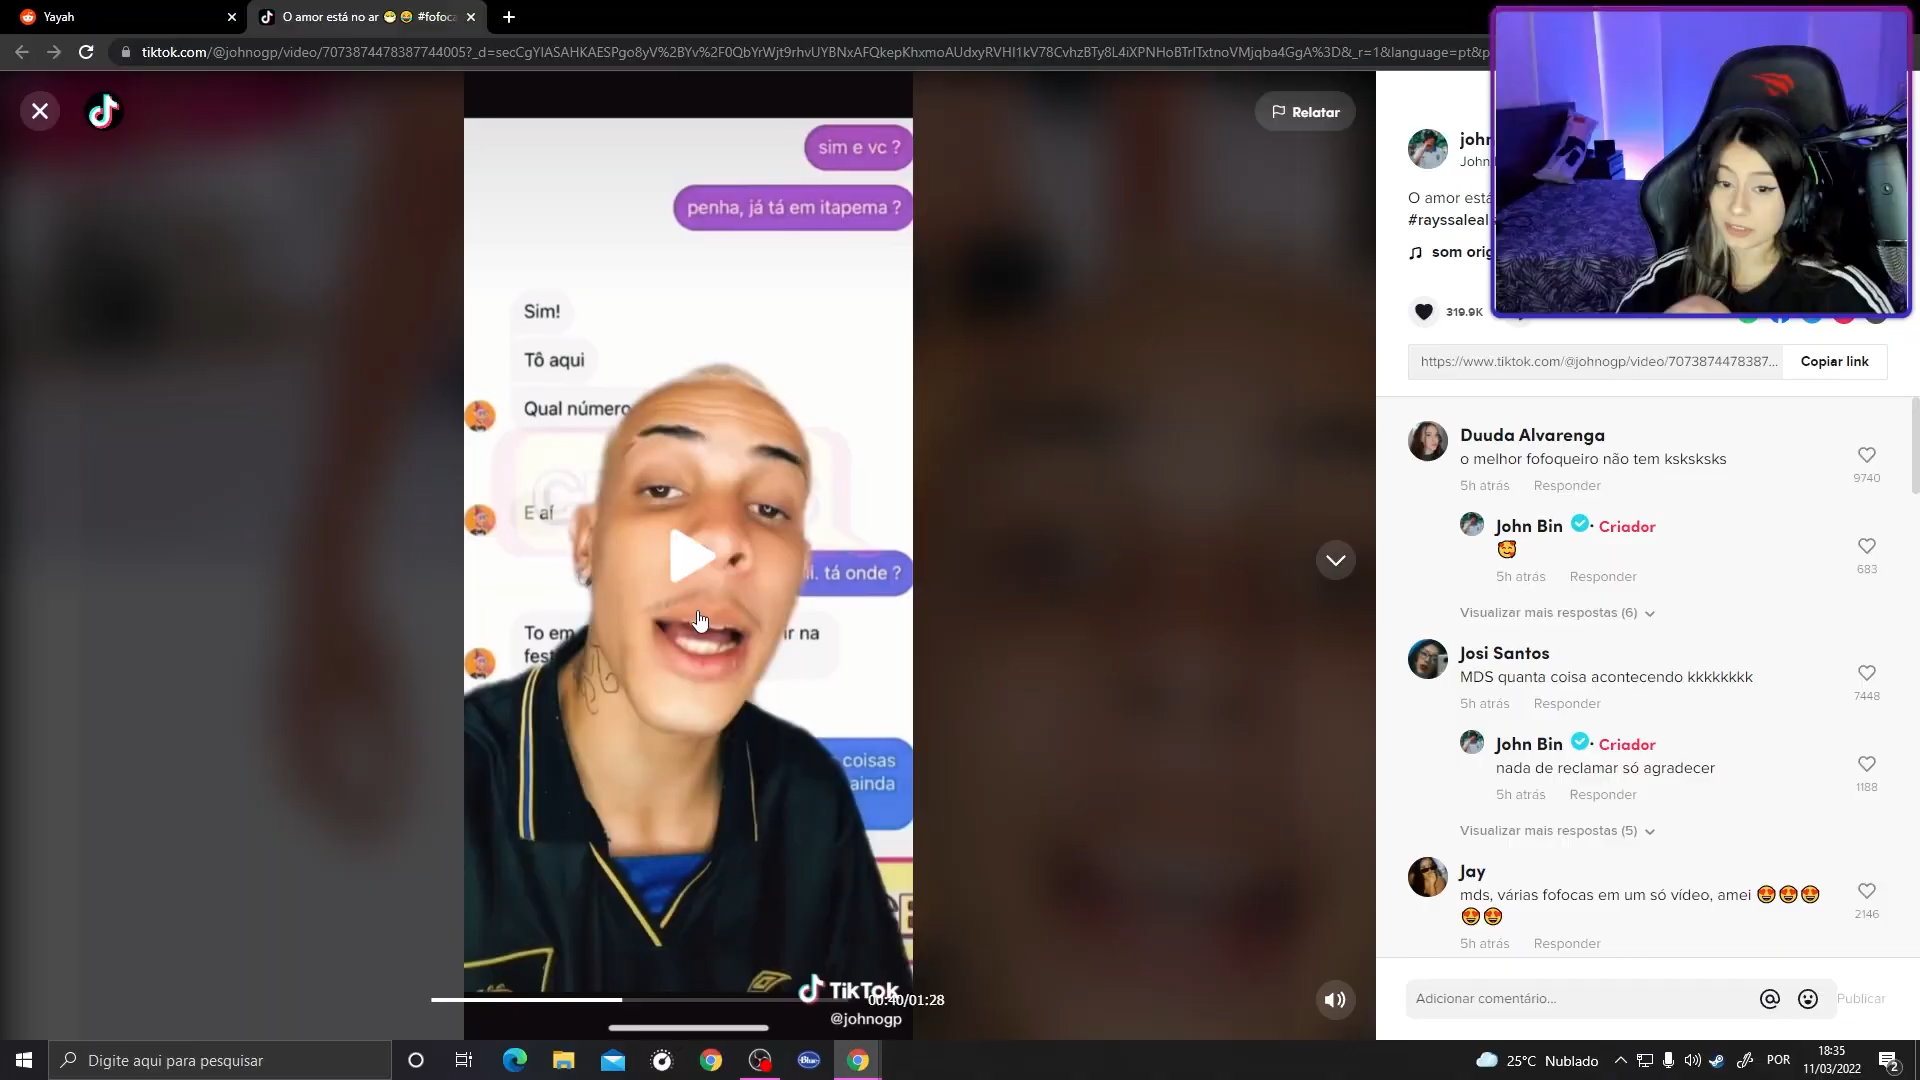 Yayah
O amor está no ar 😁 😂 #fofoca
tiktok.com/@johnogp/video/7073874478387744005?_d=secCgYIASAHKAESPgo8yV%2BYv%2F0QbYrWjt9rhvUYBNxAFQkepKhxmoAUdxyRVHI1kV78CvhzBTy8L4iXPNHoBTrITxtnoVMjqba4GgA%3D&_r=1&language=pt&p
Relatar
sim e vc ?
penha, já tá em itapema ?
Sim!
Tô aqui
Qual número
E aí
i. tá onde ?
To em
ir na
fest
coisas
ainda
TikTok
@johnogp
00:40/01:28
john
John
O amor está
#rayssaleal
som orig
319.9K
https://www.tiktok.com/@johnogp/video/7073874478387...
Copiar link
Duuda Alvarenga
o melhor fofoqueiro não tem ksksksks
9740
5h atrás
Responder
John Bin · Criador
🥰
683
5h atrás
Responder
Visualizar mais respostas (6)
Josi Santos
MDS quanta coisa acontecendo kkkkkkkk
7448
5h atrás
Responder
John Bin · Criador
nada de reclamar só agradecer
1188
5h atrás
Responder
Visualizar mais respostas (5)
Jay
mds, várias fofocas em um só vídeo, amei 😍😍😍
😍😍
2146
5h atrás
Responder
Adicionar comentário...
Publicar
Digite aqui para pesquisar
25°C Nublado
POR
18:35
11/03/2022
2